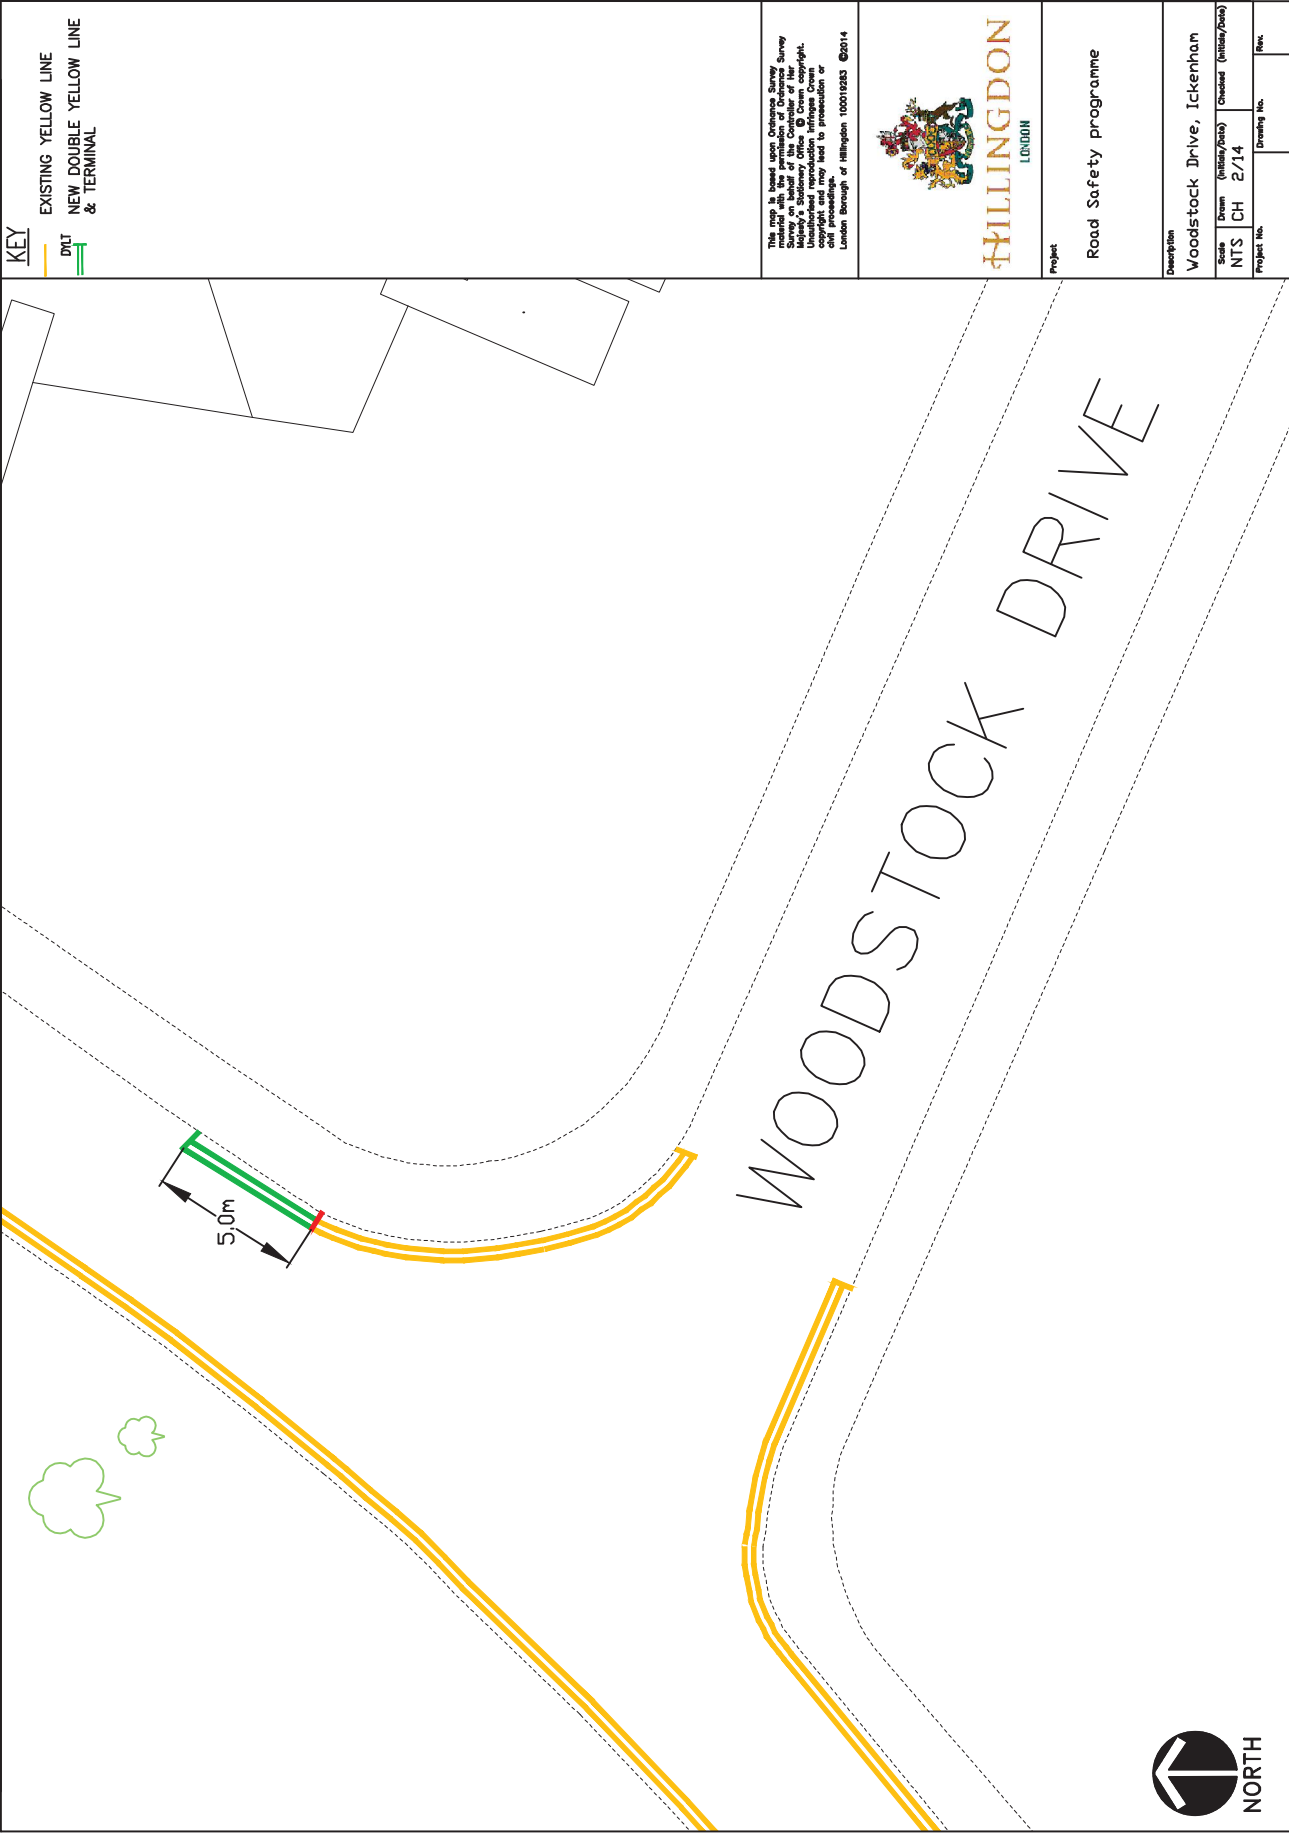 KEY
EXISTING YELLOW LINE
DYLT
NEW DOUBLE YELLOW LINE
& TERMINAL
This map is based upon Ordnance Survey
material with the permission of Ordnance Survey
Survey on behalf of the Controller of Her
Majesty's Stationery Office © Crown copyright.
Unauthorised reproduction infringes Crown
copyright and may lead to prosecution or
civil proceedings.
London Borough of Hillingdon 100019283 ©2014
HILLINGDON
LONDON
Project
Road Safety programme
Description
Woodstock Drive, Ickenham
Scale
NTS
Drawn (Initials/Date)
CH 2/14
Checked (Initials/Date)
Project No.
Drawing No.
Rev.
5.0m
WOODSTOCK DRIVE
NORTH